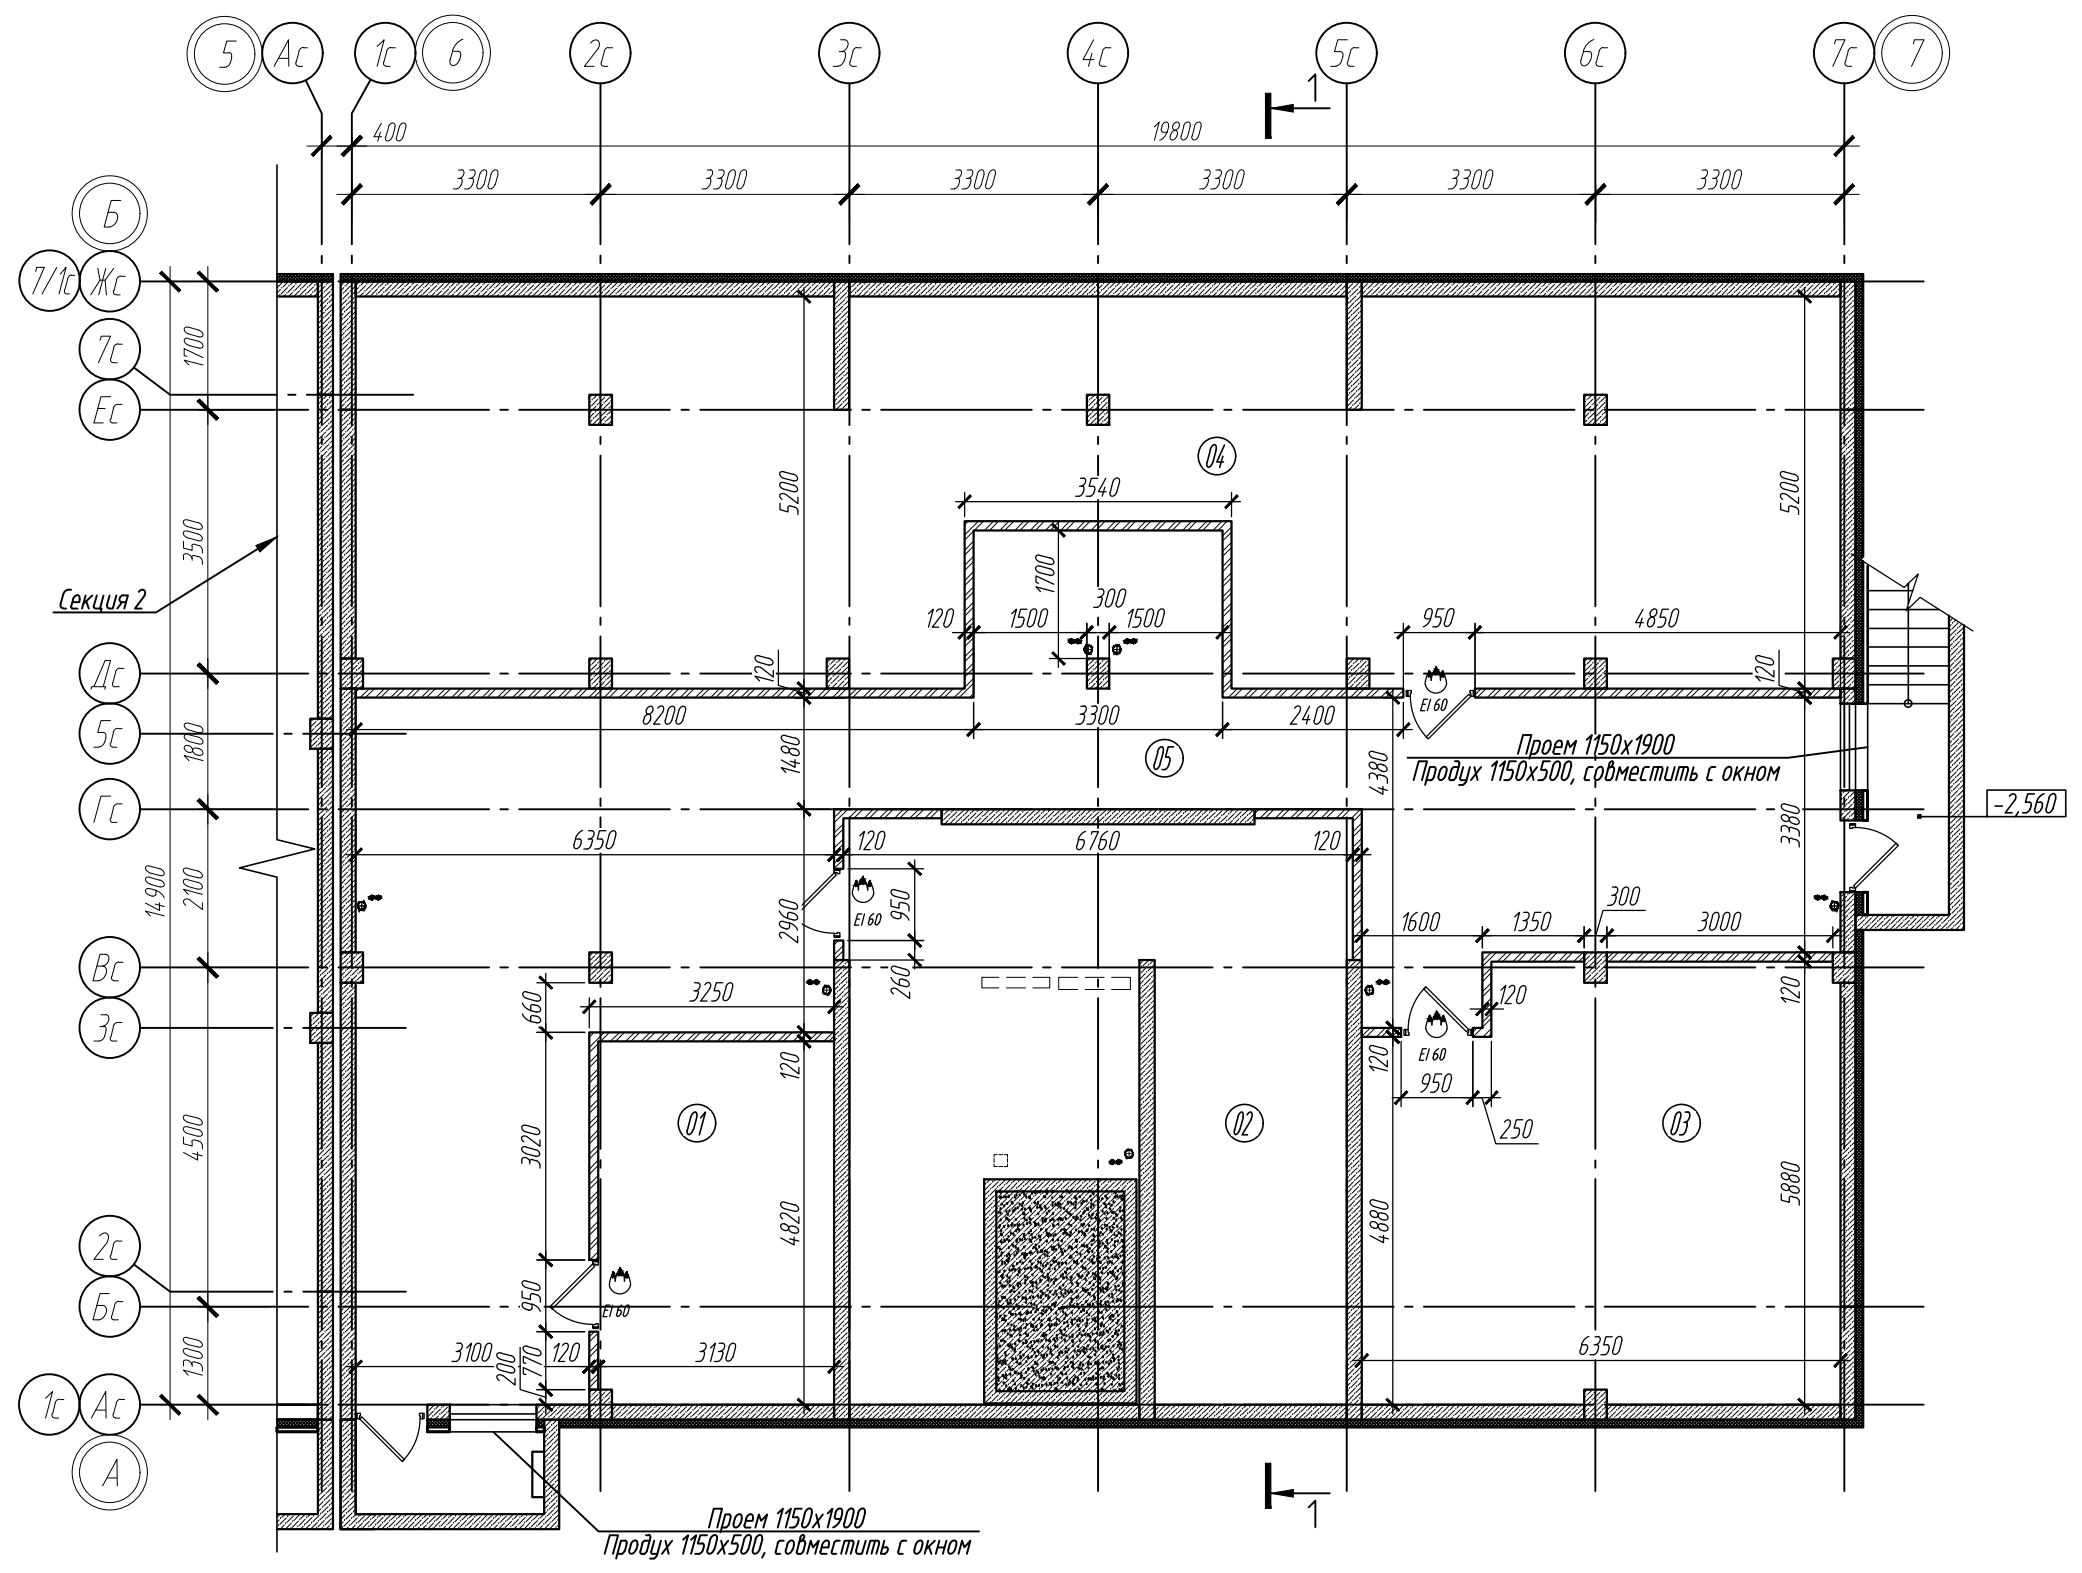 5 Ас 1с 6 2с 3с 4с 5с 6с 7с 7
1
400 19800
3300 3300 3300 3300 3300 3300
Б
7/1с Жс
7с
1700
Ес
04
5200 3540 5200
3500
1700
Секция 2
300
120 1500 1500 950 4850
Дс
120 120
EI 60
8200 3300 2400
5с
1800 1480 05 4380
Проем 1150х1900
Продух 1150х500, совместить с окном
Гс
-2,560
6350 120 6760 120 3380
14900 2100
2960 950
EI 60
1600 1350 300 3000
Вс
660 3250 260 120 120
3с
120 120
EI 60
950
250
4500 3020 01 02 03
4820 4880 5880
2с
950
EI 60
Бс
1300
3100 200 770 120 3130 6350
1с Ас
А
1
Проем 1150х1900
Продух 1150х500, совместить с окном